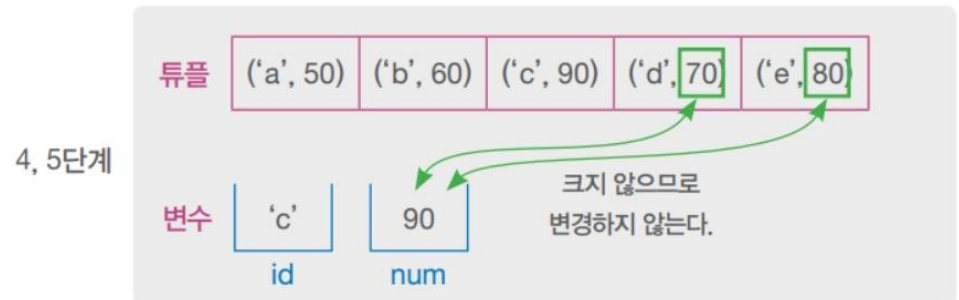 튜플 ('a', 50) ('b', 60) ('c', 90) ('d', 70) ('e', 80)
4, 5단계
크지 않으므로
변경하지 않는다.
변수 'c' 90
id num